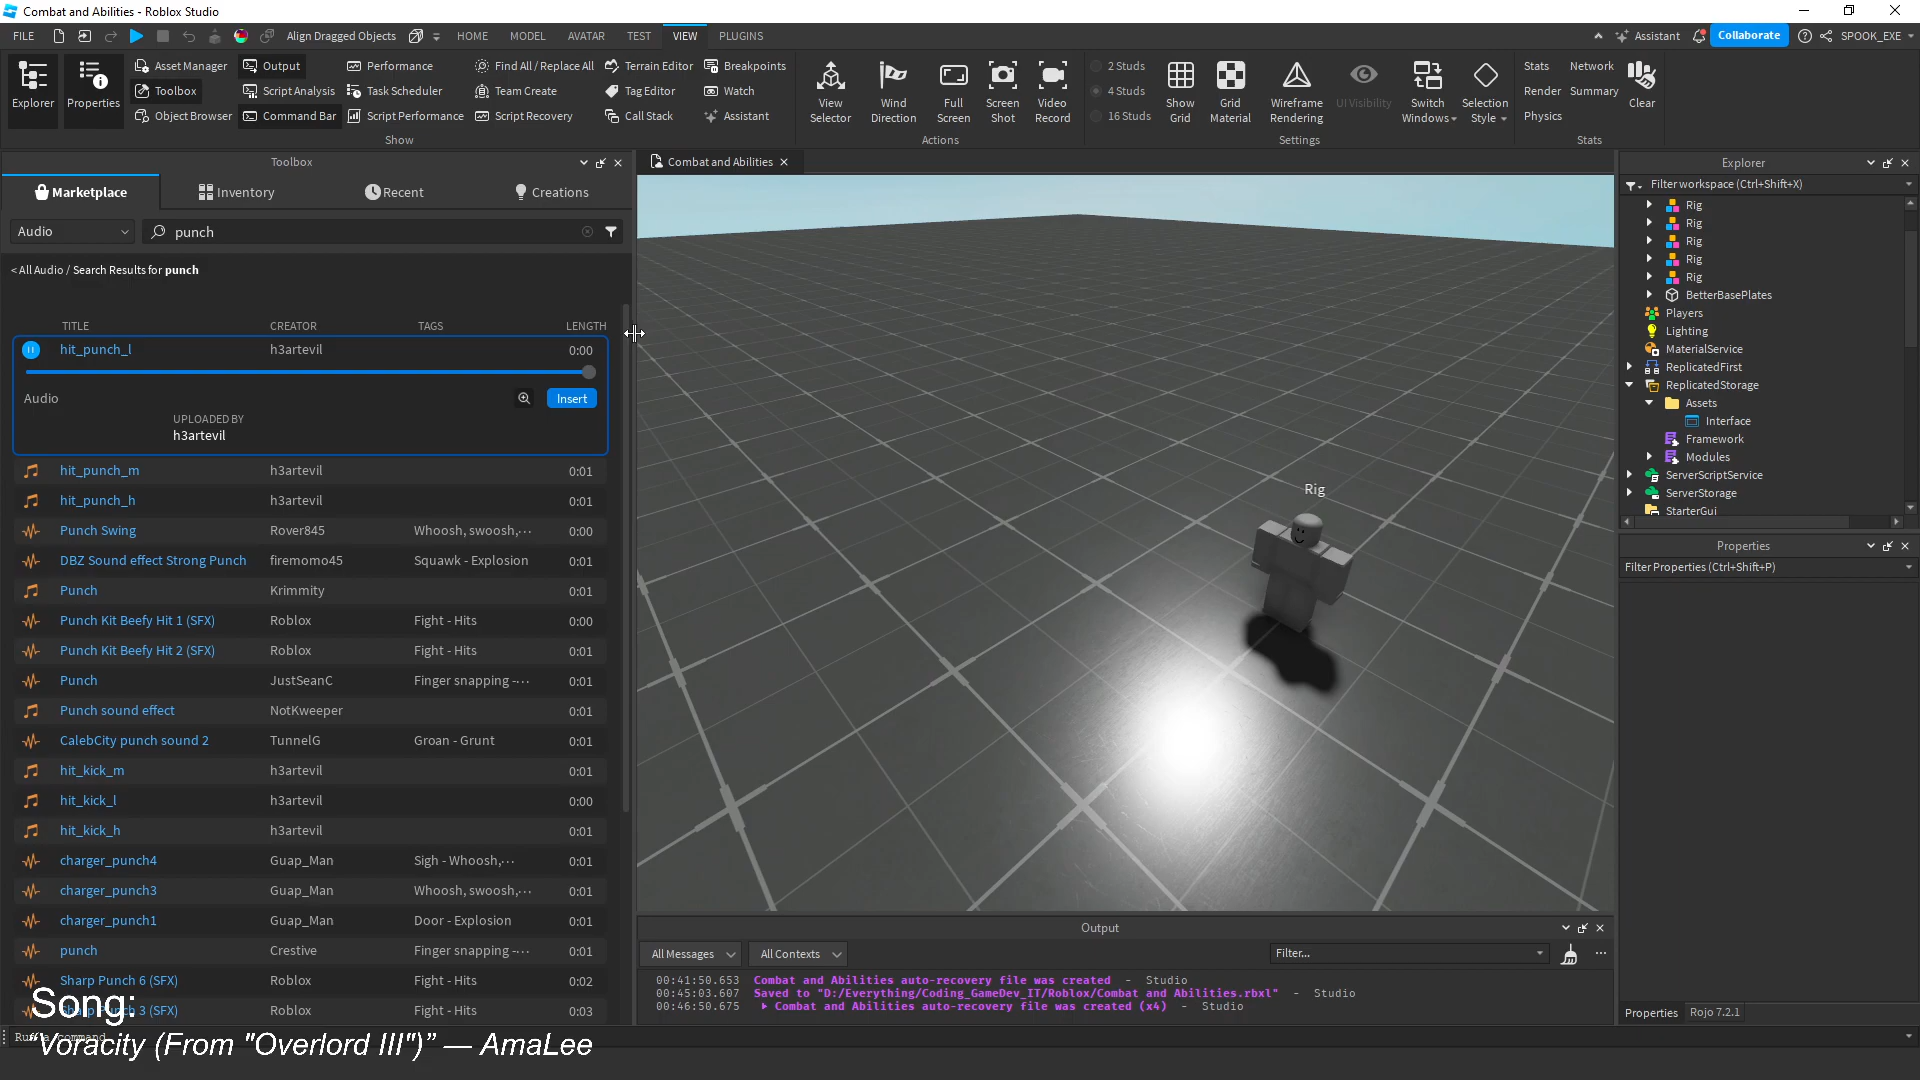 Combat and Abilities - Roblox Studio
FILE
Align Dragged Objects
HOME
MODEL
AVATAR
TEST
VIEW
PLUGINS
Assistant
Collaborate
SPOOK_EXE
Explorer
Properties
Asset Manager
Toolbox
Object Browser
Output
Script Analysis
Command Bar
Performance
Task Scheduler
Script Performance
Find All / Replace All
Team Create
Script Recovery
Terrain Editor
Tag Editor
Call Stack
Breakpoints
Watch
Assistant
Show
View
Selector
Wind
Direction
Full
Screen
Screen
Shot
Video
Record
Actions
2 Studs
4 Studs
16 Studs
Show
Grid
Grid
Material
Wireframe
Rendering
UI Visibility
Switch
Windows
Selection
Style
Settings
Stats
Render
Physics
Network
Summary
Clear
Stats
Toolbox
Marketplace
Inventory
Recent
Creations
Audio
punch
< All Audio / Search Results for punch
TITLE CREATOR TAGS LENGTH
hit_punch_l h3artevil 0:00
Audio
Insert
UPLOADED BY
h3artevil
hit_punch_m h3artevil 0:01
hit_punch_h h3artevil 0:01
Punch Swing Rover845 Whoosh, swoosh,... 0:00
DBZ Sound effect Strong Punch firemomo45 Squawk - Explosion 0:01
Punch Krimmity 0:01
Punch Kit Beefy Hit 1 (SFX) Roblox Fight - Hits 0:00
Punch Kit Beefy Hit 2 (SFX) Roblox Fight - Hits 0:01
Punch JustSeanC Finger snapping -... 0:01
Punch sound effect NotKweeper 0:01
CalebCity punch sound 2 TunnelG Groan - Grunt 0:01
hit_kick_m h3artevil 0:01
hit_kick_l h3artevil 0:00
hit_kick_h h3artevil 0:01
charger_punch4 Guap_Man Sigh - Whoosh,... 0:01
charger_punch3 Guap_Man Whoosh, swoosh,... 0:01
charger_punch1 Guap_Man Door - Explosion 0:01
punch Crestive Finger snapping -... 0:01
Sharp Punch 6 (SFX) Roblox Fight - Hits 0:02
3 (SFX) Roblox Fight - Hits 0:03
Song:
“Voracity (From "Overlord III")” — AmaLee
Combat and Abilities
Rig
Output
All Messages
All Contexts
Filter...
00:41:50.653 Combat and Abilities auto-recovery file was created - Studio
00:45:03.607 Saved to "D:/Everything/Coding_GameDev_IT/Roblox/Combat and Abilities.rbxl" - Studio
00:46:50.675 Combat and Abilities auto-recovery file was created (x4) - Studio
Explorer
Filter workspace (Ctrl+Shift+X)
Rig
Rig
Rig
Rig
Rig
BetterBasePlates
Players
Lighting
MaterialService
ReplicatedFirst
ReplicatedStorage
Assets
Interface
Framework
Modules
ServerScriptService
ServerStorage
StarterGui
Properties
Filter Properties (Ctrl+Shift+P)
Properties
Rojo 7.2.1